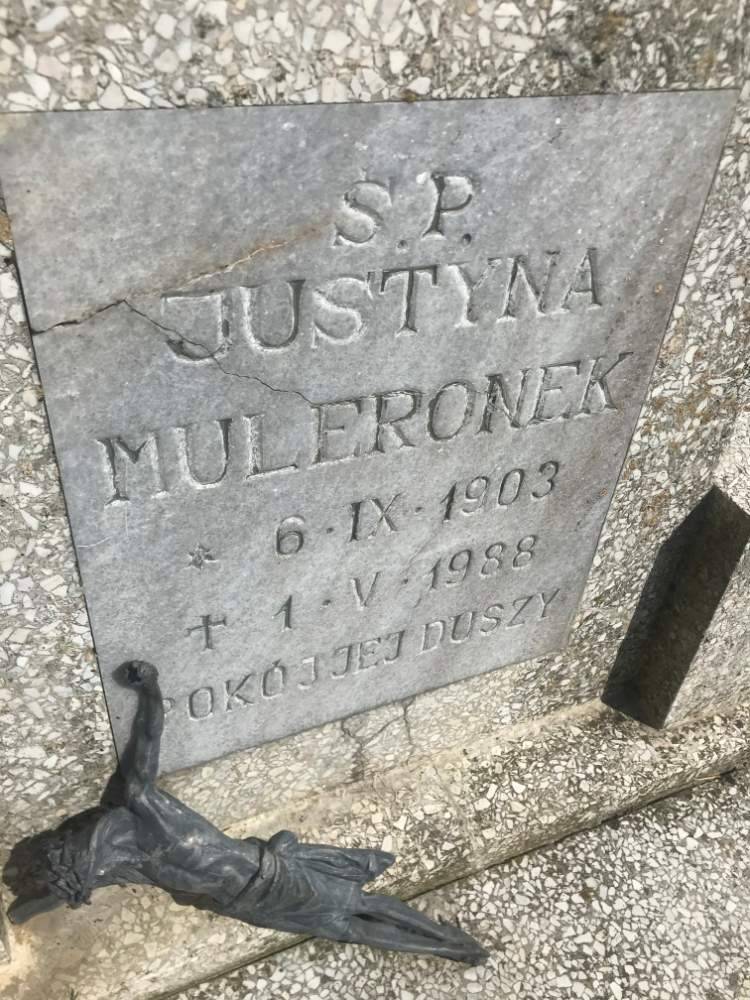 S.P.
JUSTYNA
MULERONEK
* 6·IX·1903
✝ 1·V·1988
POKÓJ JEJ DUSZY